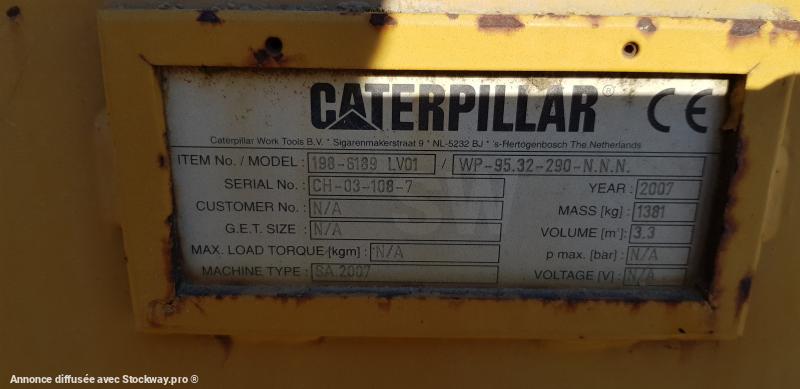 CATERPILLAR® CE
Caterpillar Work Tools B.V. * Sigarenmakerstraat 9 * NL-5232 BJ * 's-Hertogenbosch The Netherlands
ITEM No. / MODEL : 198-6189 LV01 / WP-95.32-290-N.N.N.
SERIAL No. : CH-03-108-7 YEAR : 2007
CUSTOMER No. : N/A MASS [kg] : 1381
G.E.T. SIZE : N/A VOLUME [m³] : 3.3
MAX. LOAD TORQUE [kgm] : N/A p max. [bar] : N/A
MACHINE TYPE : SA.2007 VOLTAGE [V] : N/A
Annonce diffusée avec Stockway.pro ®